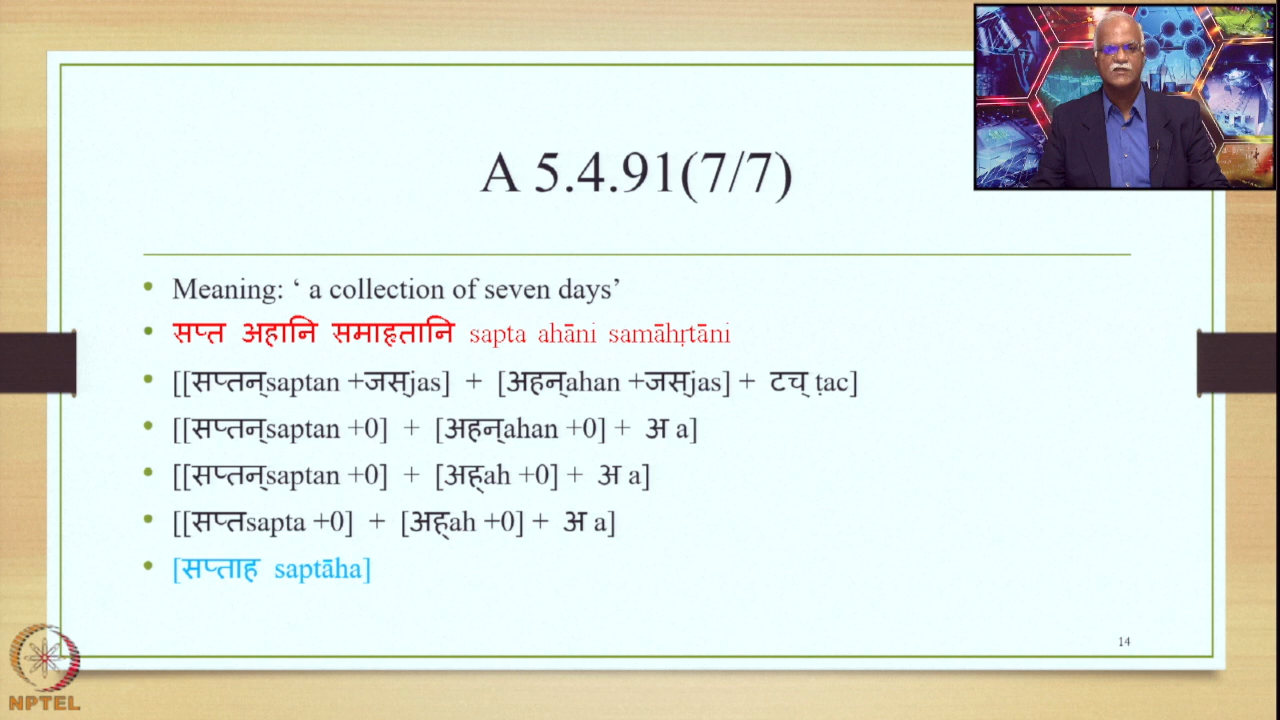 A 5.4.91(7/7)
• Meaning: ‘ a collection of seven days’
• सप्त अहानि समाहृतानि sapta ahāni samāhṛtāni
• [[सप्तन्saptan +जस्jas] + [अहन्ahan +जस्jas] + टच् ṭac]
• [[सप्तन्saptan +0] + [अहन्ahan +0] + अ a]
• [[सप्तन्saptan +0] + [अह्ah +0] + अ a]
• [[सप्तsapta +0] + [अह्ah +0] + अ a]
• [सप्ताह saptāha]
14
NPTEL